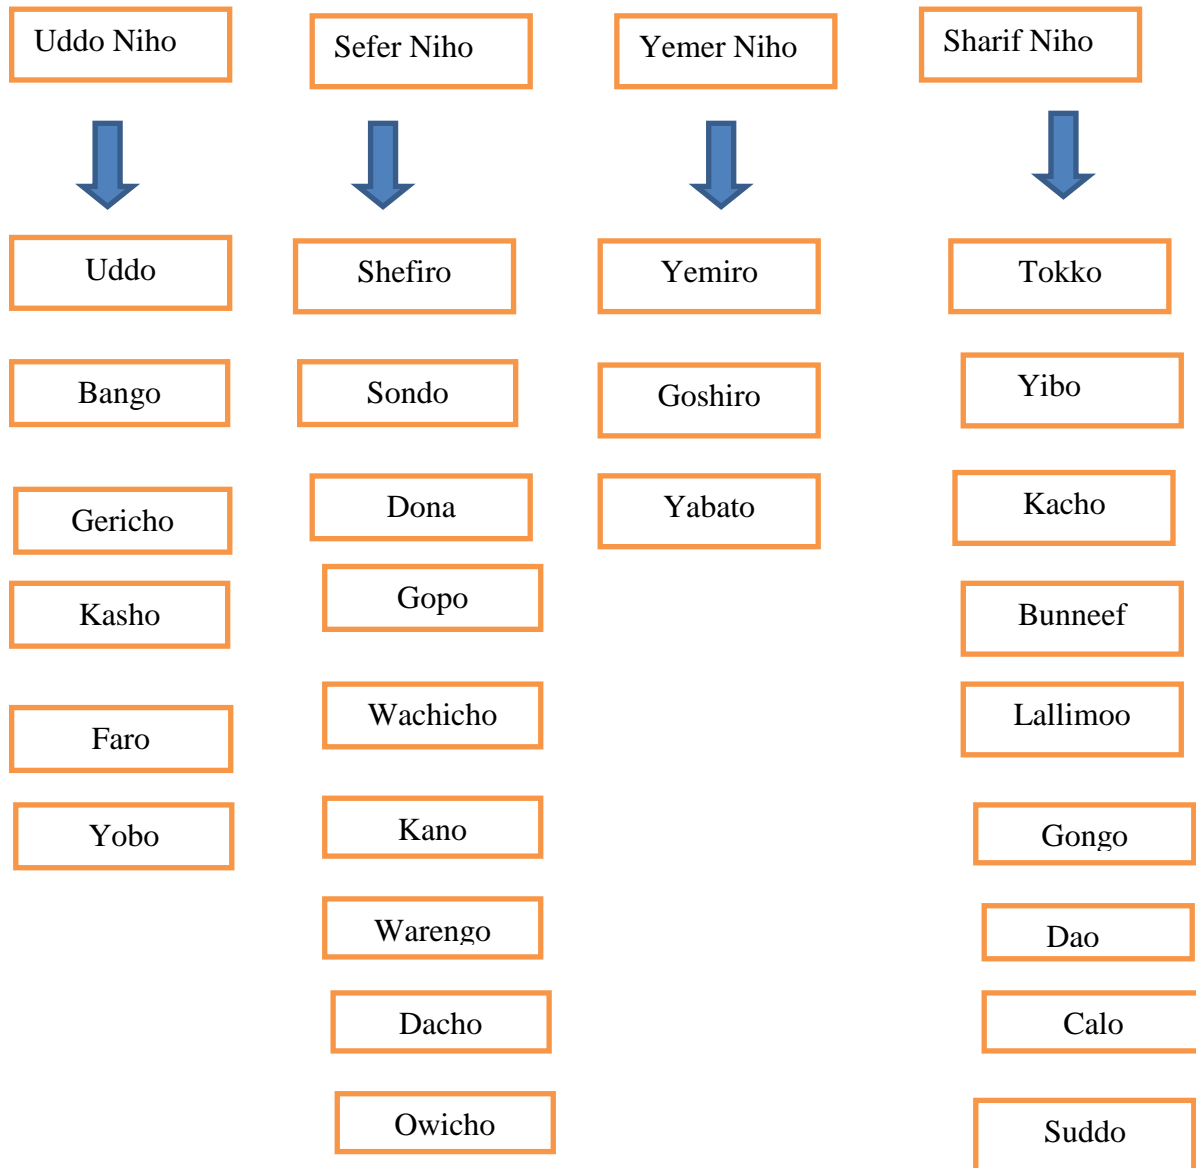 Uddo Niho
Sefer Niho
Yemer Niho
Sharif Niho
Uddo
Shefiro
Yemiro
Tokko
Bango
Sondo
Goshiro
Yibo
Gericho
Dona
Yabato
Kacho
Kasho
Gopo
Bunneef
Faro
Wachicho
Lallimoo
Yobo
Kano
Gongo
Warengo
Dao
Dacho
Calo
Owicho
Suddo